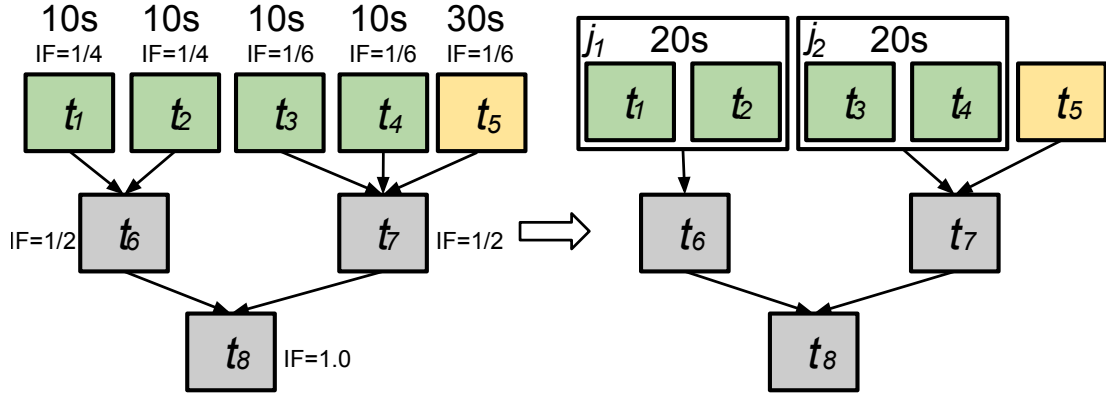 10s 10s 10s 10s 30s
IF=1/4 IF=1/4 IF=1/6 IF=1/6 IF=1/6
t1 t2 t3 t4 t5
IF=1/2 t6 t7 IF=1/2
t8 IF=1.0
j1 20s j2 20s
t1 t2 t3 t4 t5
t6 t7
t8